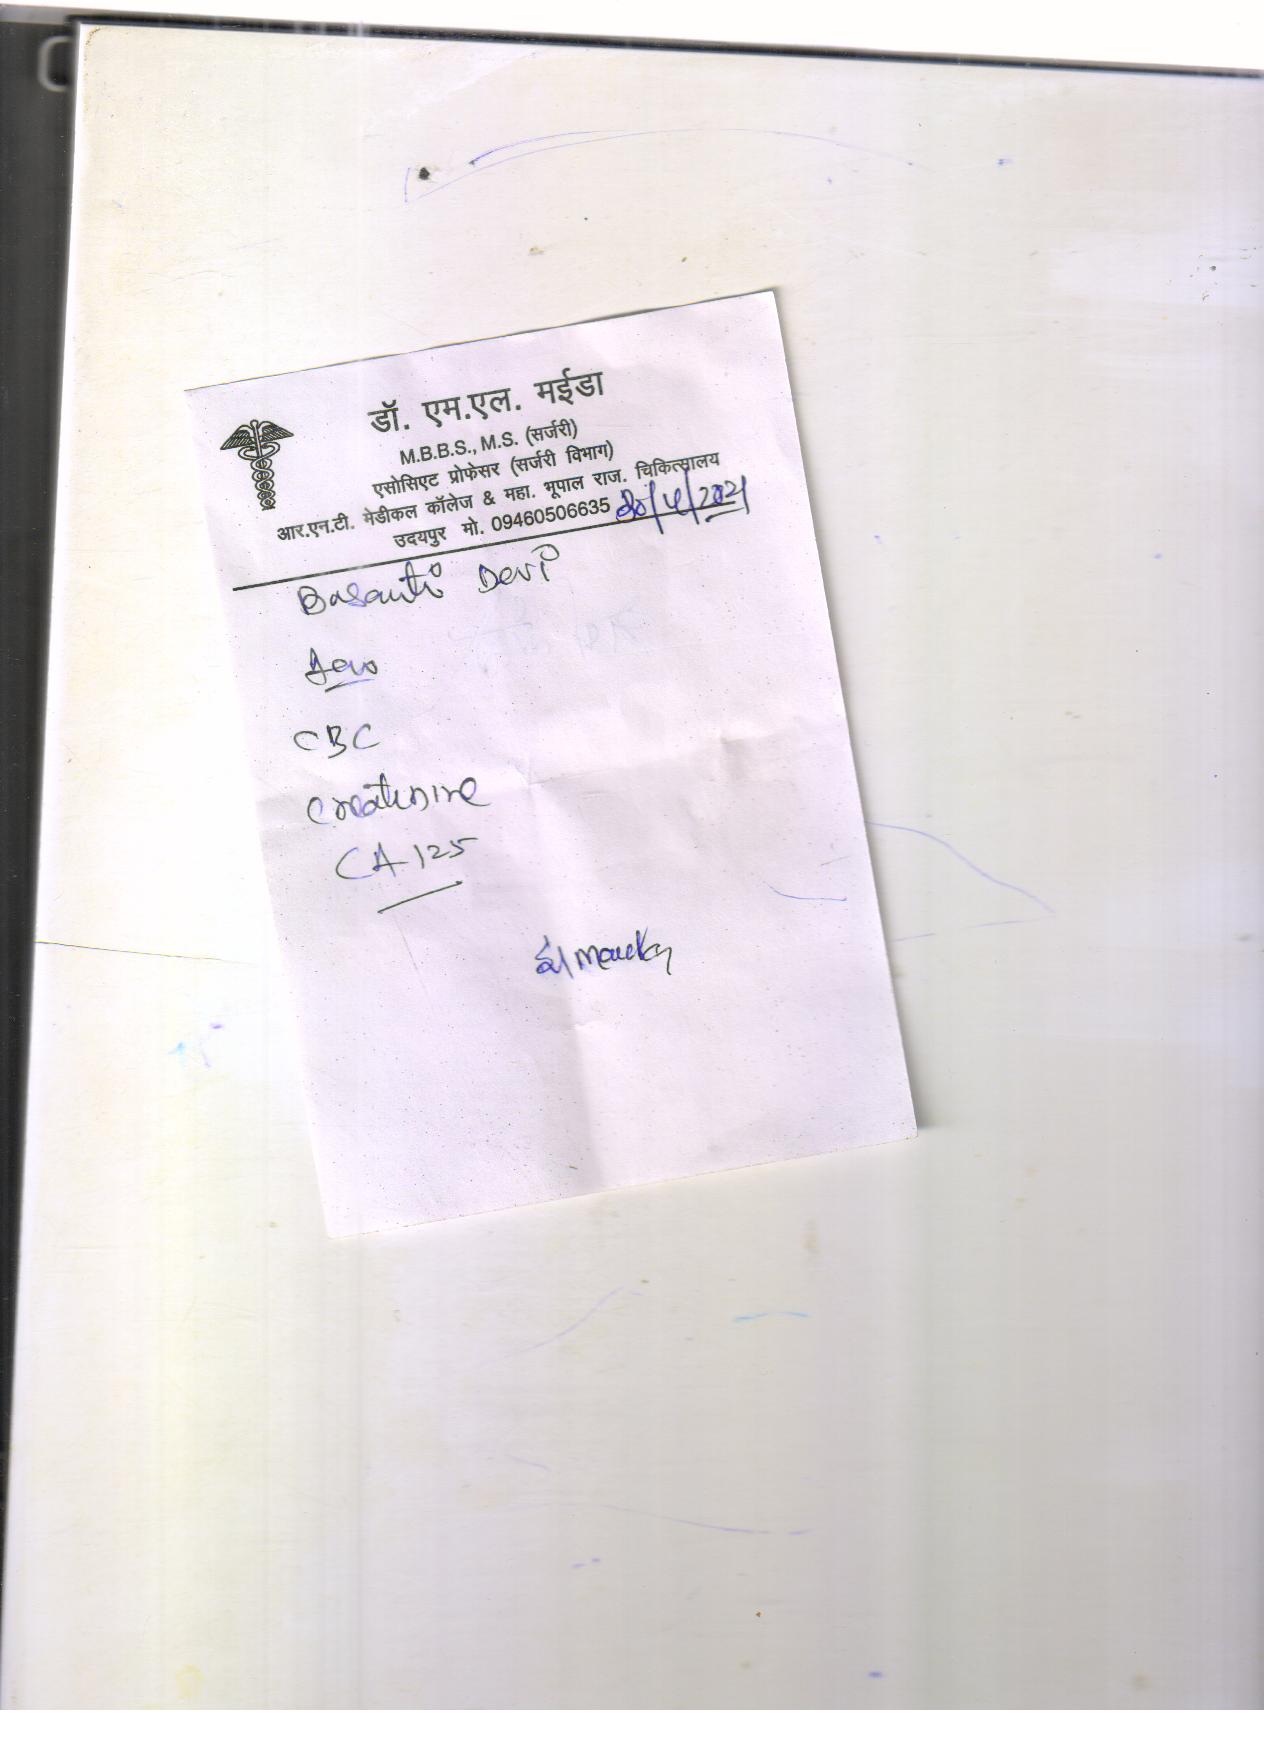 डॉ. एम.एल. मईडा
M.B.B.S., M.S. (सर्जरी)
एसोसिएट प्रोफेसर (सर्जरी विभाग)
आर.एन.टी. मेडीकल कॉलेज & महा. भूपाल राज. चिकित्सालय
उदयपुर मो. 09460506635 /4/2021
Basanti Devi
CBC
Creatinine
CA 125